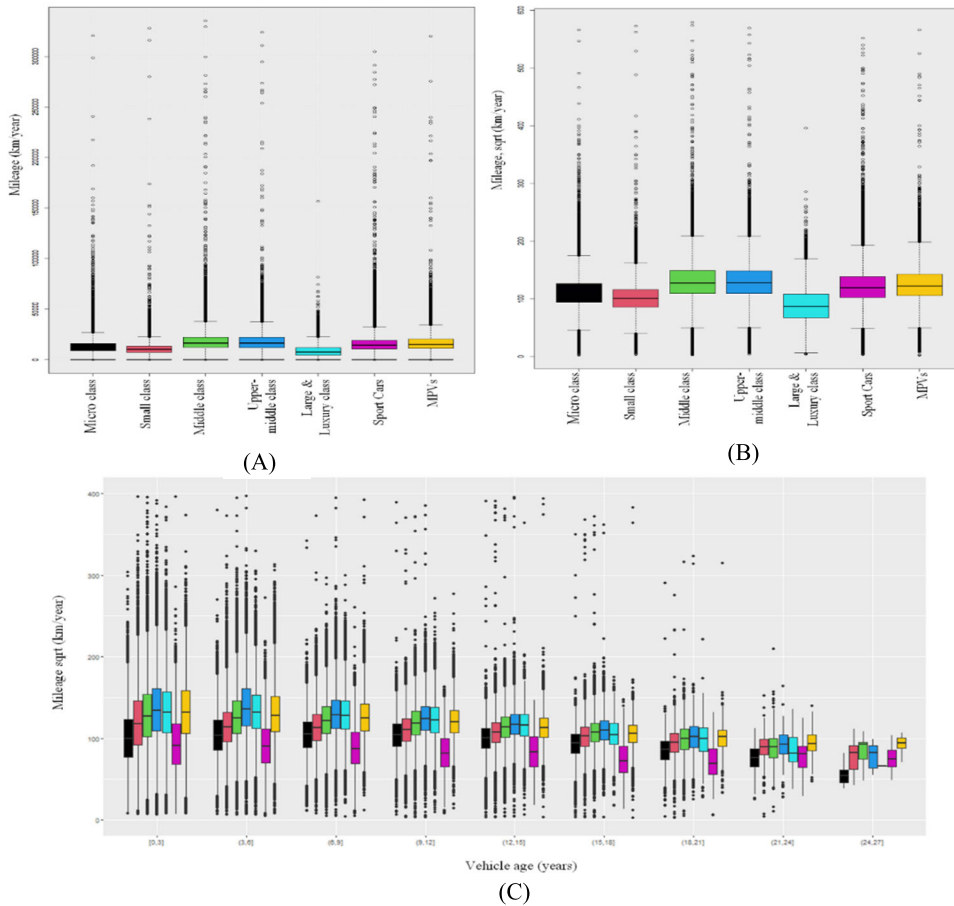 Mileage (km/year)
300000
250000
200000
150000
100000
50000
0
Micro class
Small class
Middle class
Upper-
middle class
Large &
Luxury class
Sport Cars
MPVs
(A)
Mileage, sqrt (km/year)
600
500
400
300
200
100
0
Micro class
Small class
Middle class
Upper-
middle class
Large &
Luxury class
Sport Cars
MPVs
(B)
Mileage sqrt (km/year)
400
300
200
100
0
[0,3] (3,6] (6,9] (9,12] (12,15] (15,18] (18,21] (21,24] (24,27]
Vehicle age (years)
(C)